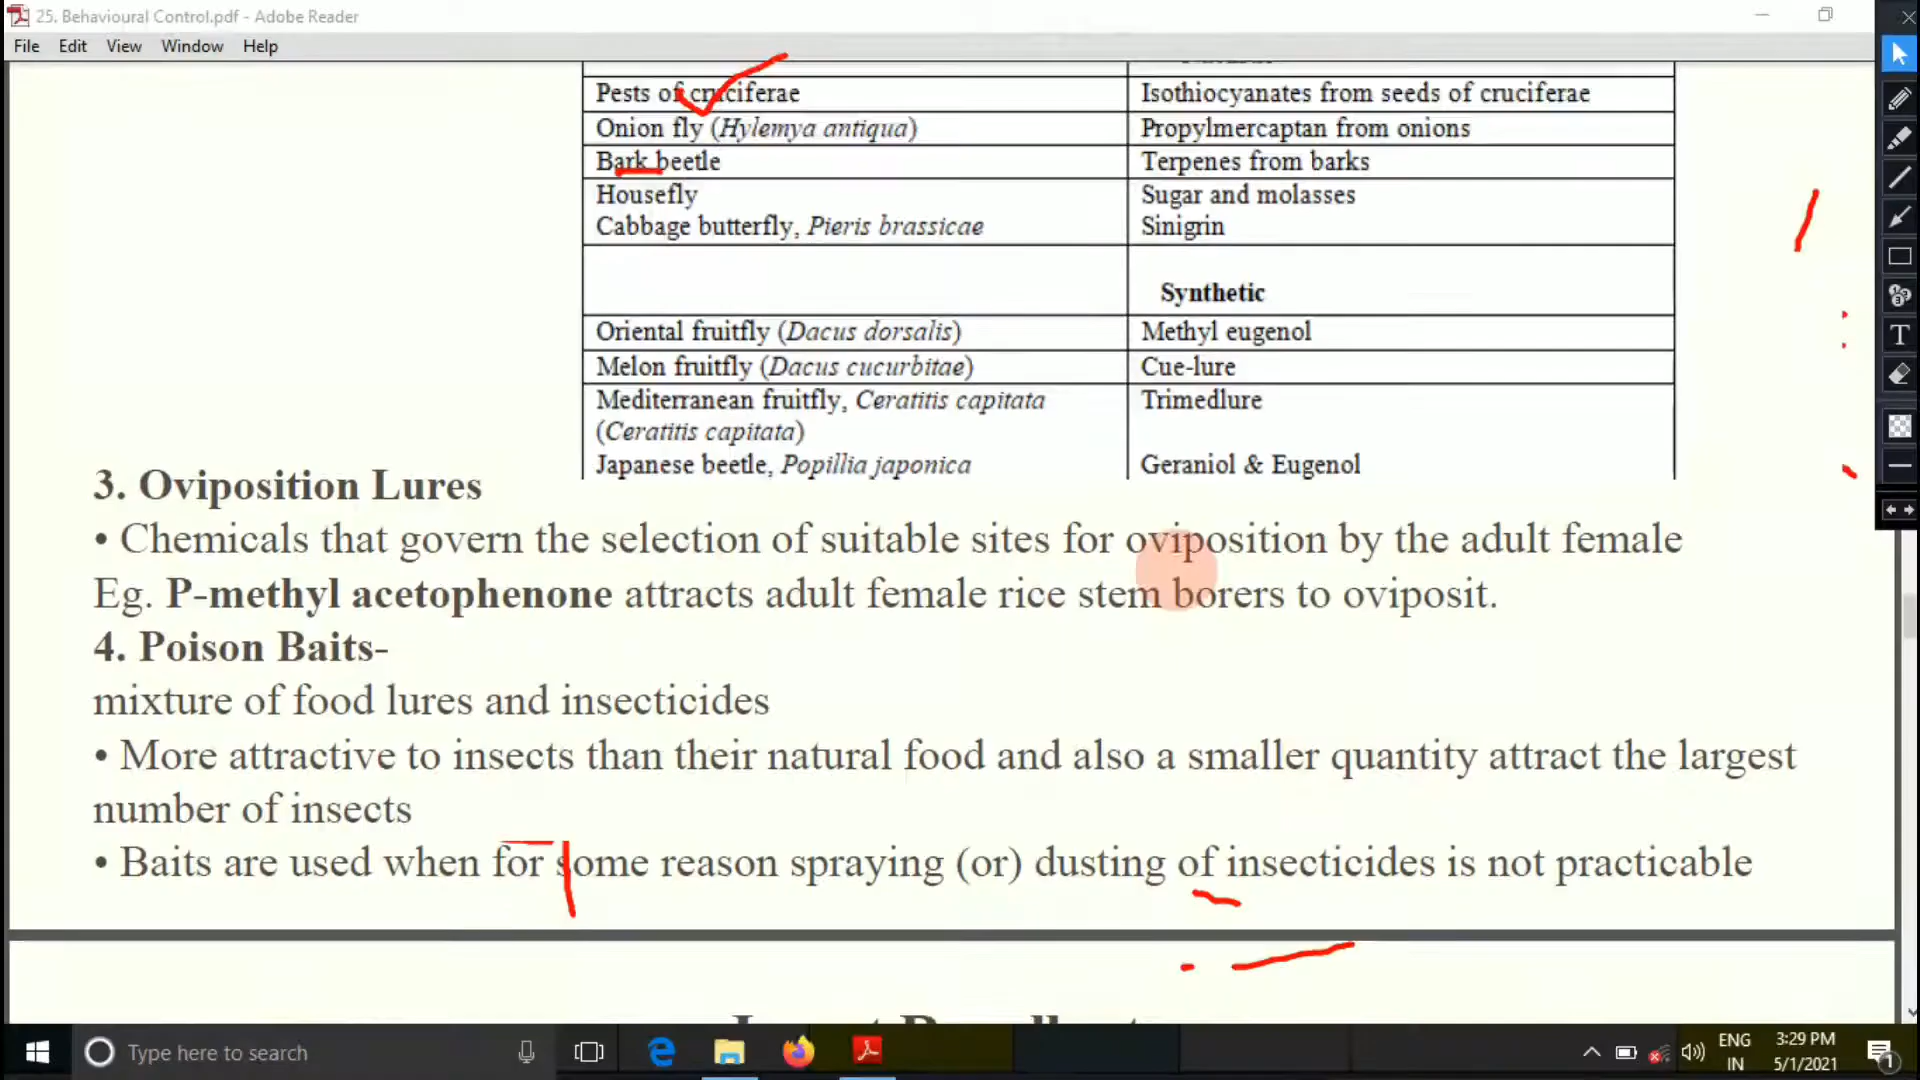 25. Behavioural Control.pdf - Adobe Reader
File Edit View Window Help
Pests of cruciferae Isothiocyanates from seeds of cruciferae
Onion fly (Hylemya antiqua) Propylmercaptan from onions
Bark beetle Terpenes from barks
Housefly Sugar and molasses
Cabbage butterfly, Pieris brassicae Sinigrin
Synthetic
Oriental fruitfly (Dacus dorsalis) Methyl eugenol
Melon fruitfly (Dacus cucurbitae) Cue-lure
Mediterranean fruitfly, Ceratitis capitata Trimedlure
(Ceratitis capitata)
Japanese beetle, Popillia japonica Geraniol & Eugenol
3. Oviposition Lures
• Chemicals that govern the selection of suitable sites for oviposition by the adult female
Eg. P-methyl acetophenone attracts adult female rice stem borers to oviposit.
4. Poison Baits-
mixture of food lures and insecticides
• More attractive to insects than their natural food and also a smaller quantity attract the largest
number of insects
• Baits are used when for some reason spraying (or) dusting of insecticides is not practicable
Type here to search
ENG 3:29 PM
IN 5/1/2021
1